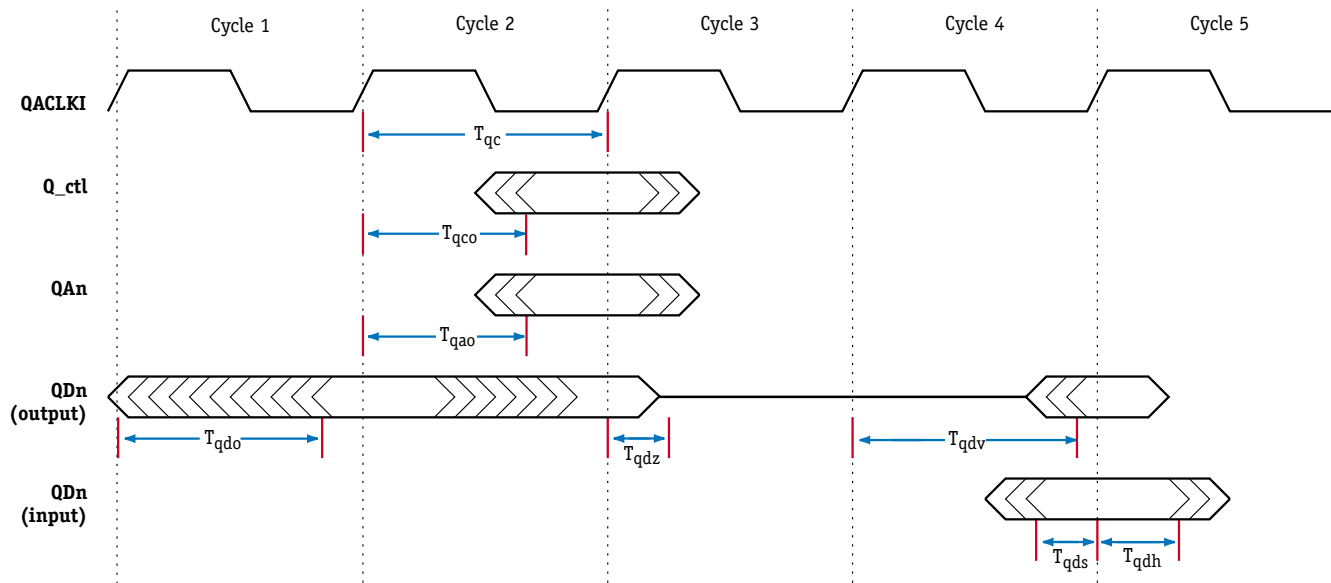 Cycle 1 Cycle 2 Cycle 3 Cycle 4 Cycle 5
QACLKI
Tqc
Q_ctl
Tqco
QAn
Tqao
QDn
(output)
Tqdo Tqdz Tqdv
QDn
(input)
Tqds Tqdh